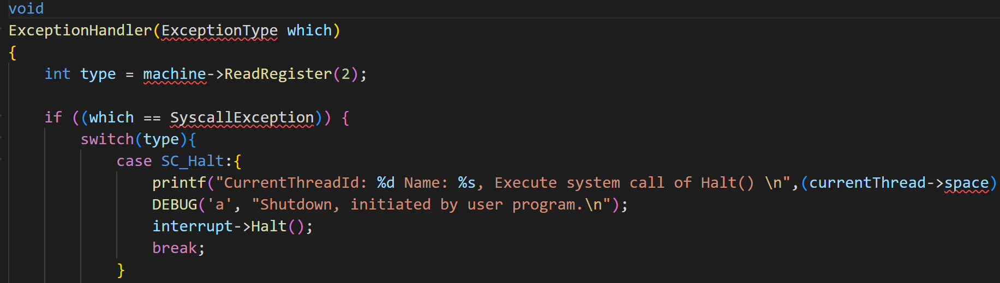 void
ExceptionHandler(ExceptionType which)
{
    int type = machine->ReadRegister(2);

    if ((which == SyscallException)) {
        switch(type){
            case SC_Halt:{
                printf("CurrentThreadId: %d Name: %s, Execute system call of Halt() \n",(currentThread->space)
                DEBUG('a', "Shutdown, initiated by user program.\n");
                interrupt->Halt();
                break;
            }